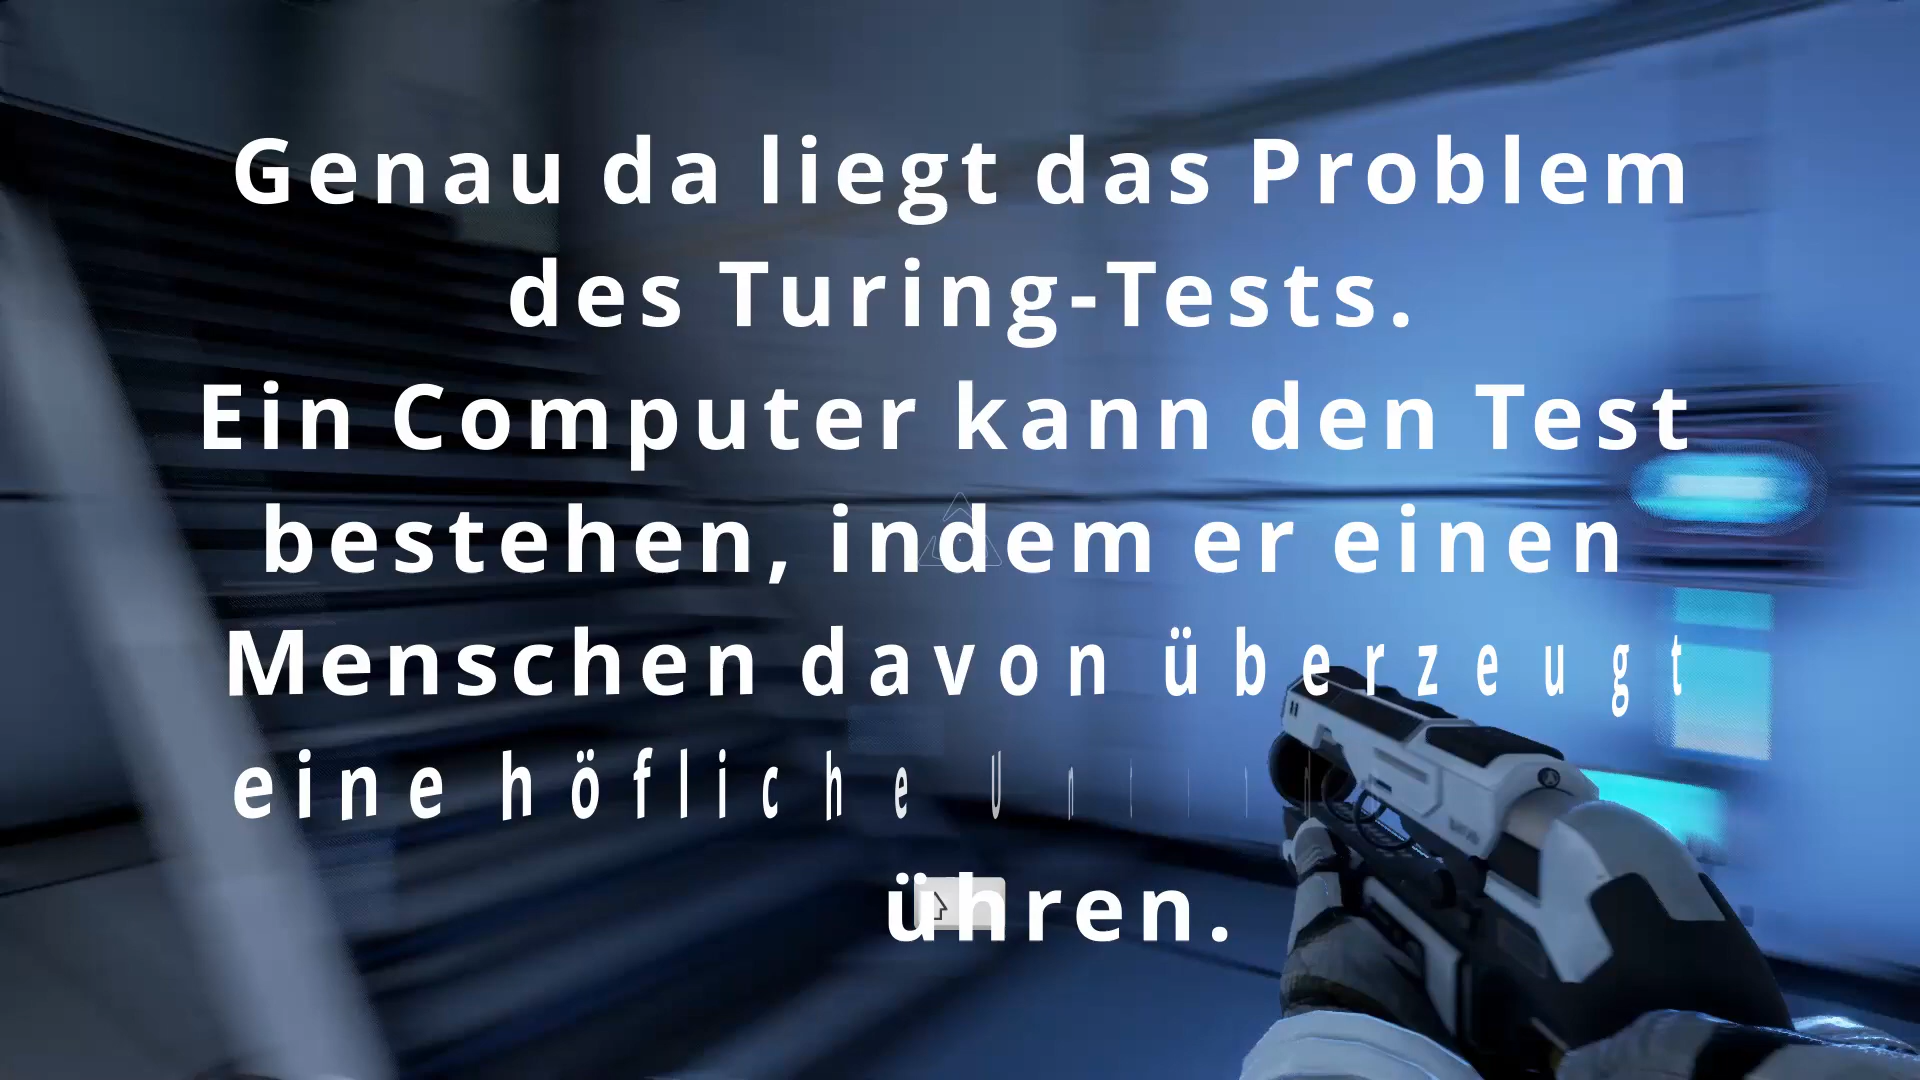 Genau da liegt das Problem
des Turing-Tests.
Ein Computer kann den Test
bestehen, indem er einen
Menschen davon überzeugt
eine höfliche
ühren.